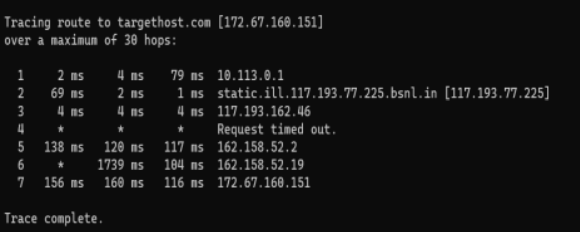 Tracing route to targethost.com [172.67.160.151]
over a maximum of 30 hops:
1 2 ms 4 ms 79 ms 10.113.0.1
2 69 ms 2 ms 1 ms static.ill.117.193.77.225.bsnl.in [117.193.77.225]
3 4 ms 4 ms 4 ms 117.193.162.46
4 * * * Request timed out.
5 138 ms 120 ms 117 ms 162.158.52.2
6 * 1739 ms 104 ms 162.158.52.19
7 156 ms 160 ms 116 ms 172.67.160.151
Trace complete.